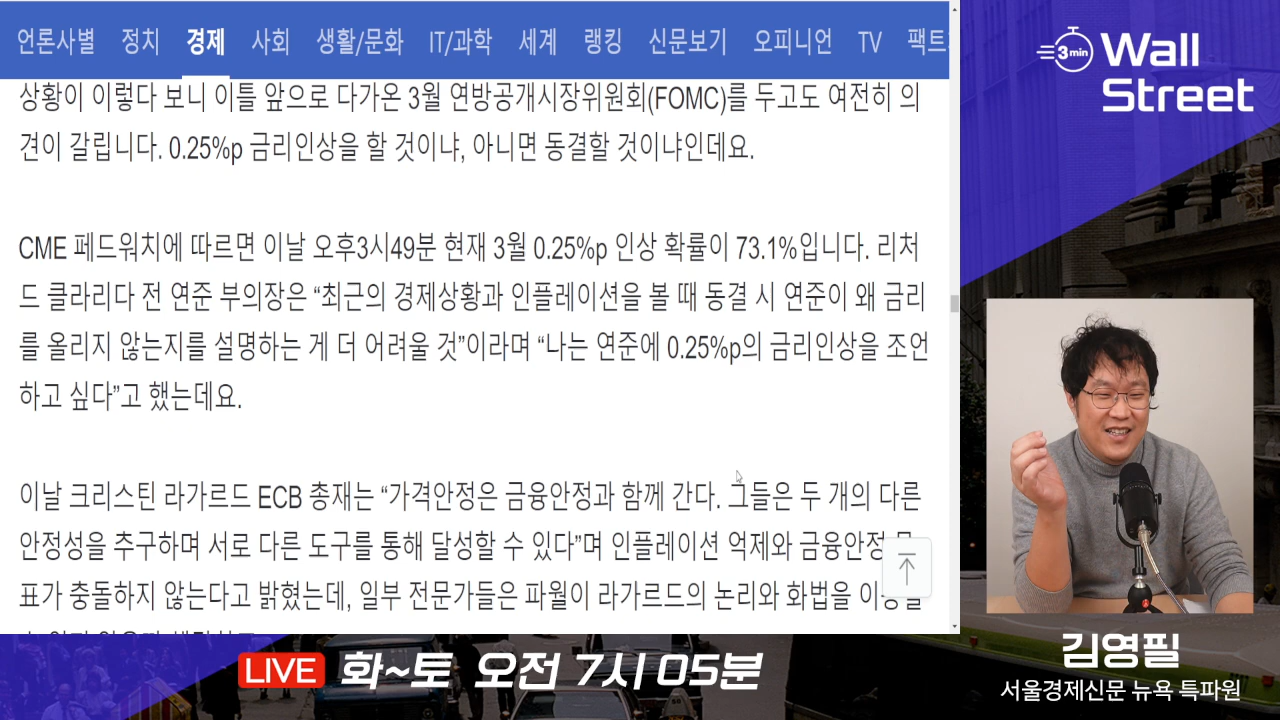 언론사별 정치 경제 사회 생활/문화 IT/과학 세계 랭킹 신문보기 오피니언 TV 팩트
상황이 이렇다 보니 이틀 앞으로 다가온 3월 연방공개시장위원회(FOMC)를 두고도 여전히 의
견이 갈립니다. 0.25%p 금리인상을 할 것이냐, 아니면 동결할 것이냐인데요.
CME 페드워치에 따르면 이날 오후3시49분 현재 3월 0.25%p 인상 확률이 73.1%입니다. 리처
드 클라리다 전 연준 부의장은 “최근의 경제상황과 인플레이션을 볼 때 동결 시 연준이 왜 금리
를 올리지 않는지를 설명하는 게 더 어려울 것”이라며 “나는 연준에 0.25%p의 금리인상을 조언
하고 싶다”고 했는데요.
이날 크리스틴 라가르드 ECB 총재는 “가격안정은 금융안정과 함께 간다. 그들은 두 개의 다른
안정성을 추구하며 서로 다른 도구를 통해 달성할 수 있다”며 인플레이션 억제와 금융안정
표가 충돌하지 않는다고 밝혔는데, 일부 전문가들은 파월이 라가르드의 논리와 화법을
3min Wall
Street
김영필
서울경제신문 뉴욕 특파원
LIVE 화~토 오전 7시 05분